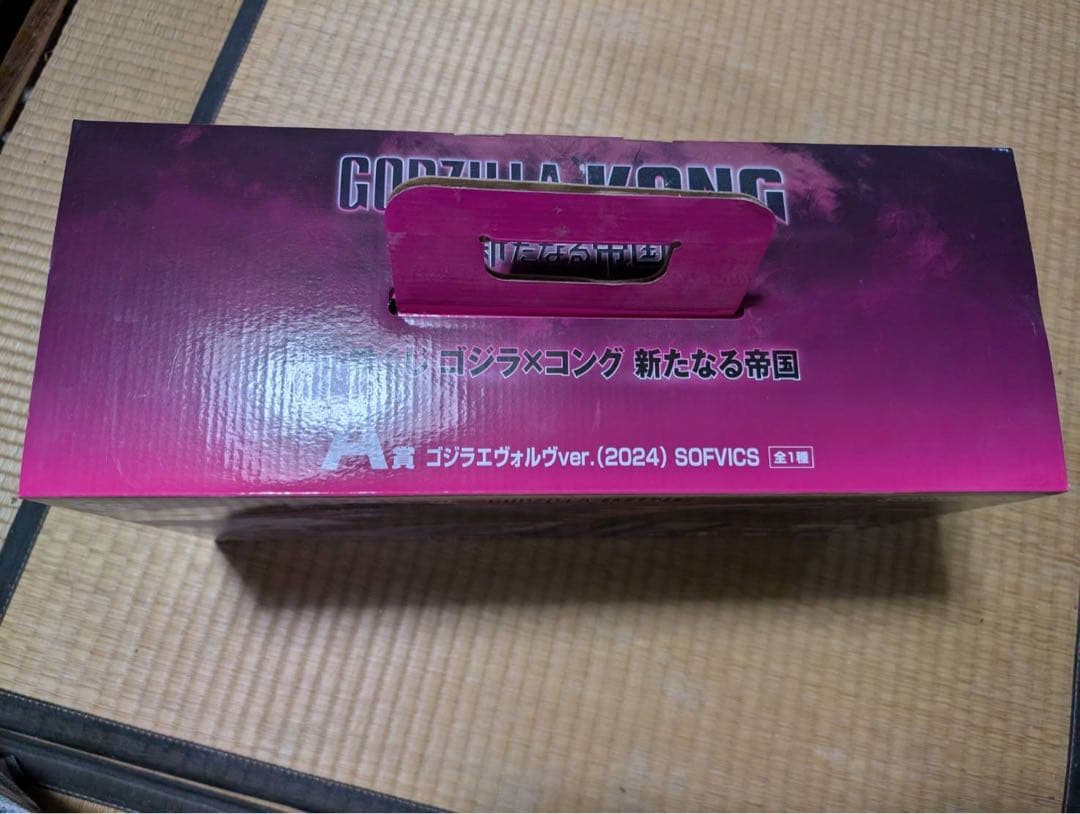 GODZILLA KONG
新たなる帝国
くじ ゴジラ×コング 新たなる帝国
A賞 ゴジラエヴォルヴver.(2024) SOFVICS 全1種